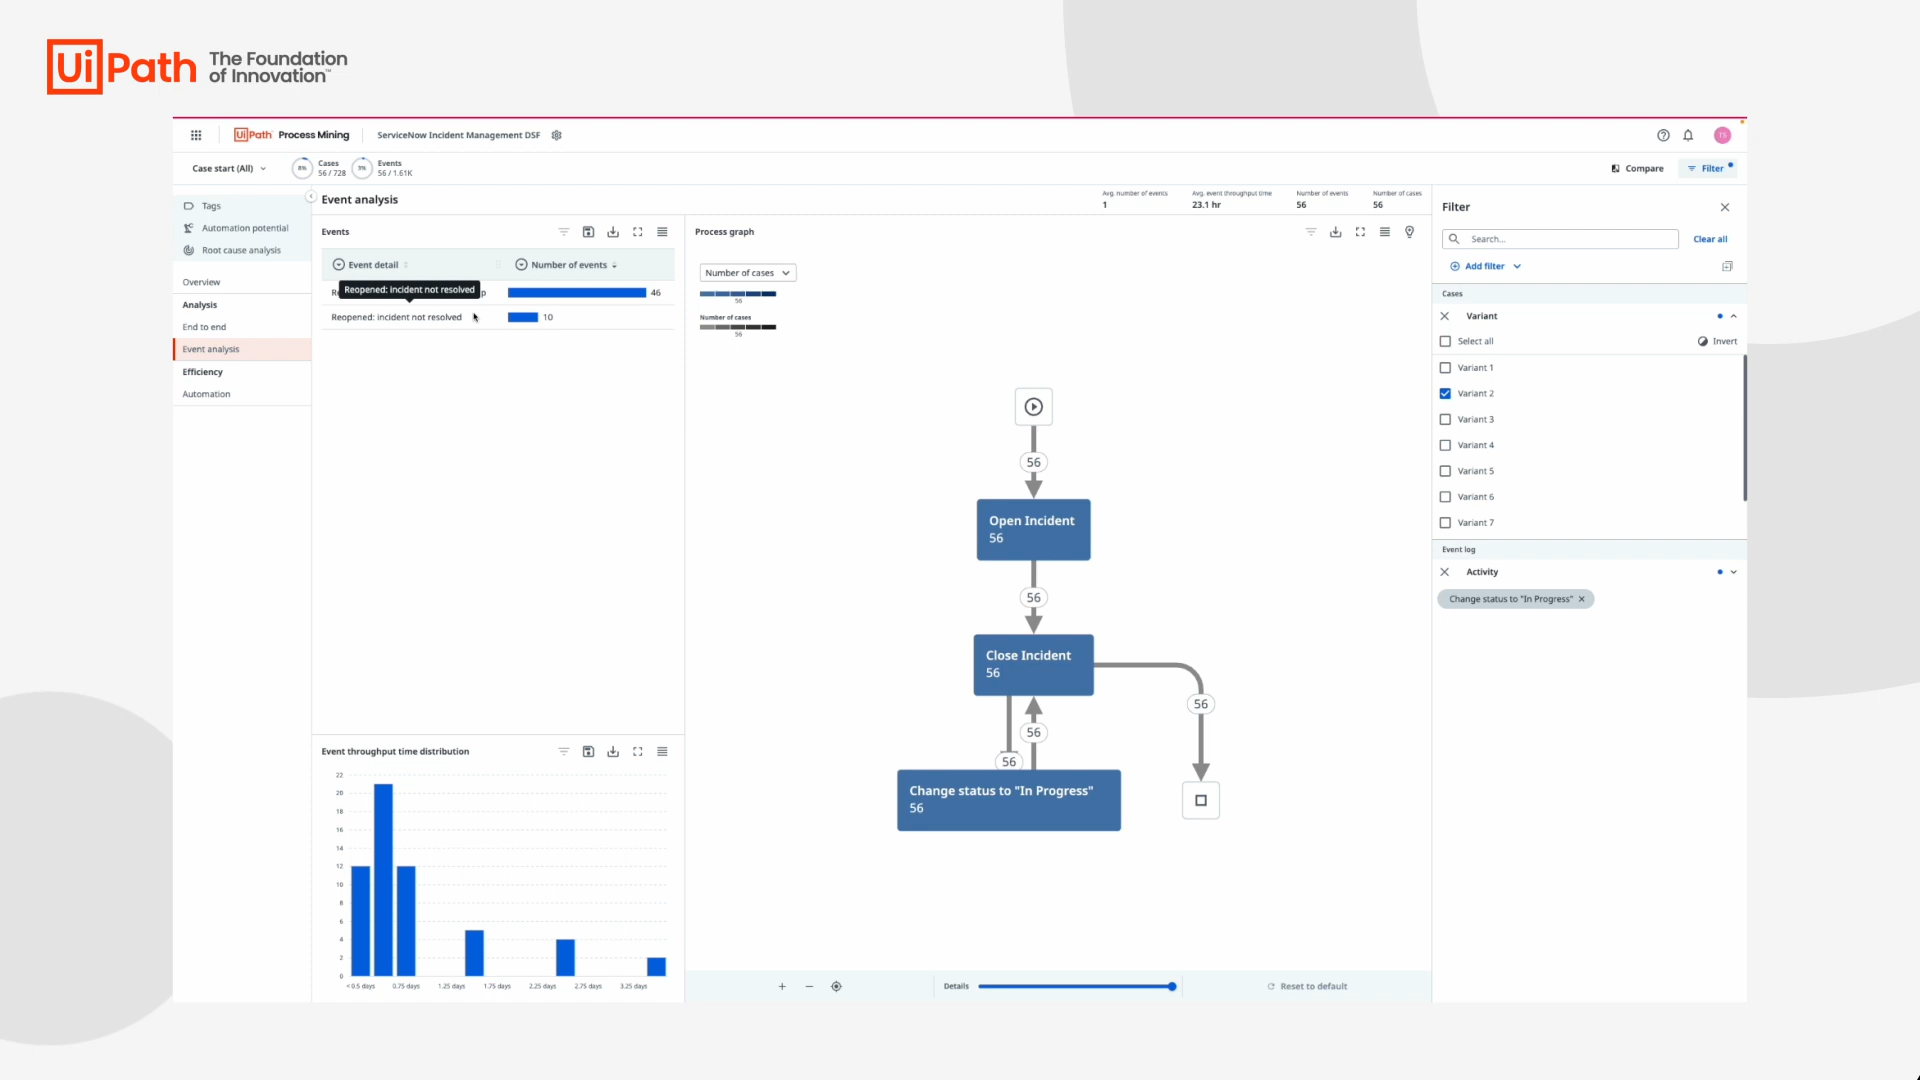 UiPath The Foundation
of Innovation™
UiPath Process Mining
ServiceNow Incident Management DSF
TS
Case start (All)
8%
Cases
56 / 728
3%
Events
56 / 1.61K
Compare
Filter
Tags
Automation potential
Root cause analysis
Overview
Analysis
End to end
Event analysis
Efficiency
Automation
Event analysis
Avg. number of events
1
Avg. event throughput time
23.1 hr
Number of events
56
Number of cases
56
Events
Event detail
Number of events
Reopened: incident not resolved
46
Reopened: incident not resolved
10
Process graph
Number of cases
56
Number of cases
56
56
Open Incident
56
56
Close Incident
56
56
56
56
Change status to "In Progress"
56
Details
Reset to default
Event throughput time distribution
22
20
18
16
14
12
10
8
6
4
2
0
< 0.5 days
0.75 days
1.25 days
1.75 days
2.25 days
2.75 days
3.25 days
Filter
Search...
Clear all
Add filter
Cases
Variant
Select all
Invert
Variant 1
Variant 2
Variant 3
Variant 4
Variant 5
Variant 6
Variant 7
Event log
Activity
Change status to "In Progress"